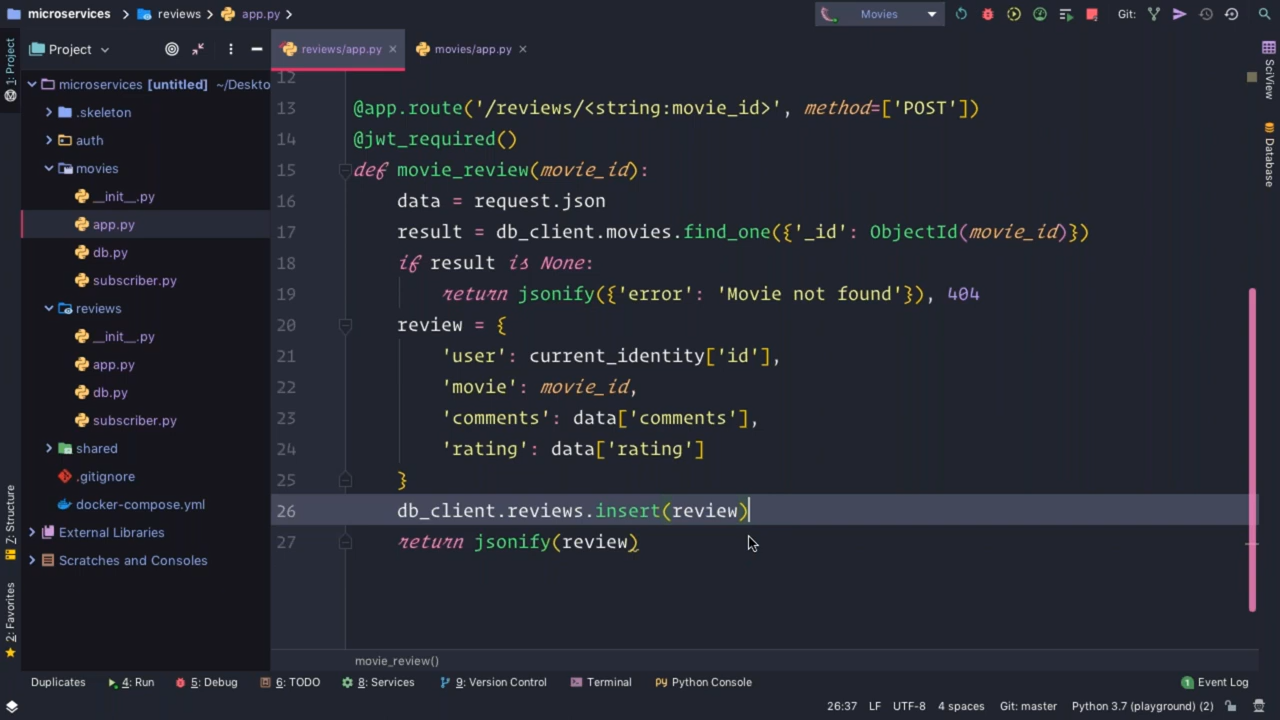 microservices reviews app.py Movies Git:
1: Project
Z: Structure
2: Favorites
Project
microservices [untitled] ~/Deskto
.skeleton
auth
movies
__init__.py
app.py
db.py
subscriber.py
reviews
__init__.py
app.py
db.py
subscriber.py
shared
.gitignore
docker-compose.yml
External Libraries
Scratches and Consoles
reviews/app.py movies/app.py
12
13 @app.route('/reviews/<string:movie_id>', method=['POST'])
14 @jwt_required()
15 def movie_review(movie_id):
16 data = request.json
17 result = db_client.movies.find_one({'_id': ObjectId(movie_id)})
18 if result is None:
19 return jsonify({'error': 'Movie not found'}), 404
20 review = {
21 'user': current_identity['id'],
22 'movie': movie_id,
23 'comments': data['comments'],
24 'rating': data['rating']
25 }
26 db_client.reviews.insert(review)
27 return jsonify(review)
movie_review()
SciView
Database
Duplicates 4: Run 5: Debug 6: TODO 8: Services 9: Version Control Terminal Python Console 1 Event Log
26:37 LF UTF-8 4 spaces Git: master Python 3.7 (playground) (2)